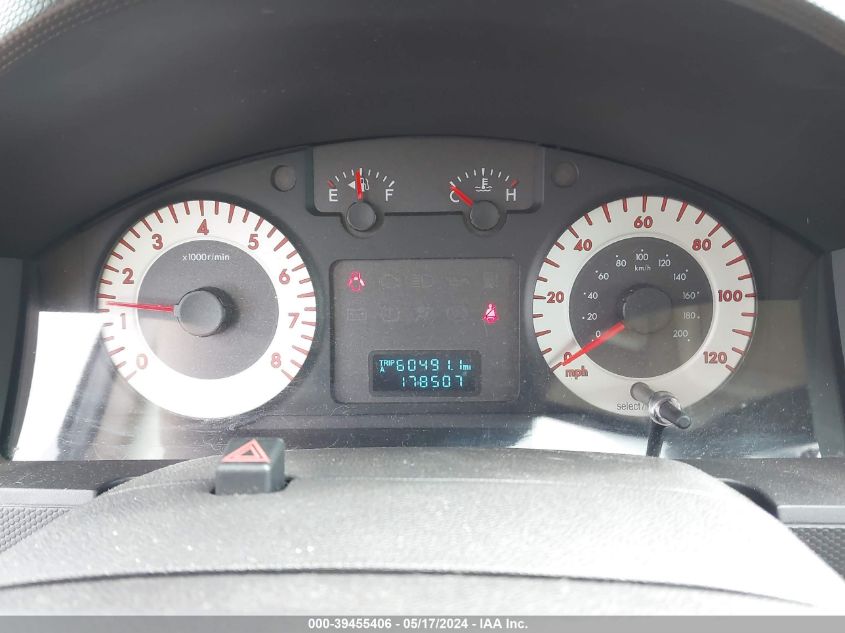 E F
C H
0 1 2 3 4 5 6 7 8
x1000r/min
0 20 40 60 80 100 120
mph
0 20 40 60 80 100 120 140 160 180 200
km/h
TRIP A 60491.1 mi
178507
select/
000-39455406 - 05/17/2024 - IAA Inc.